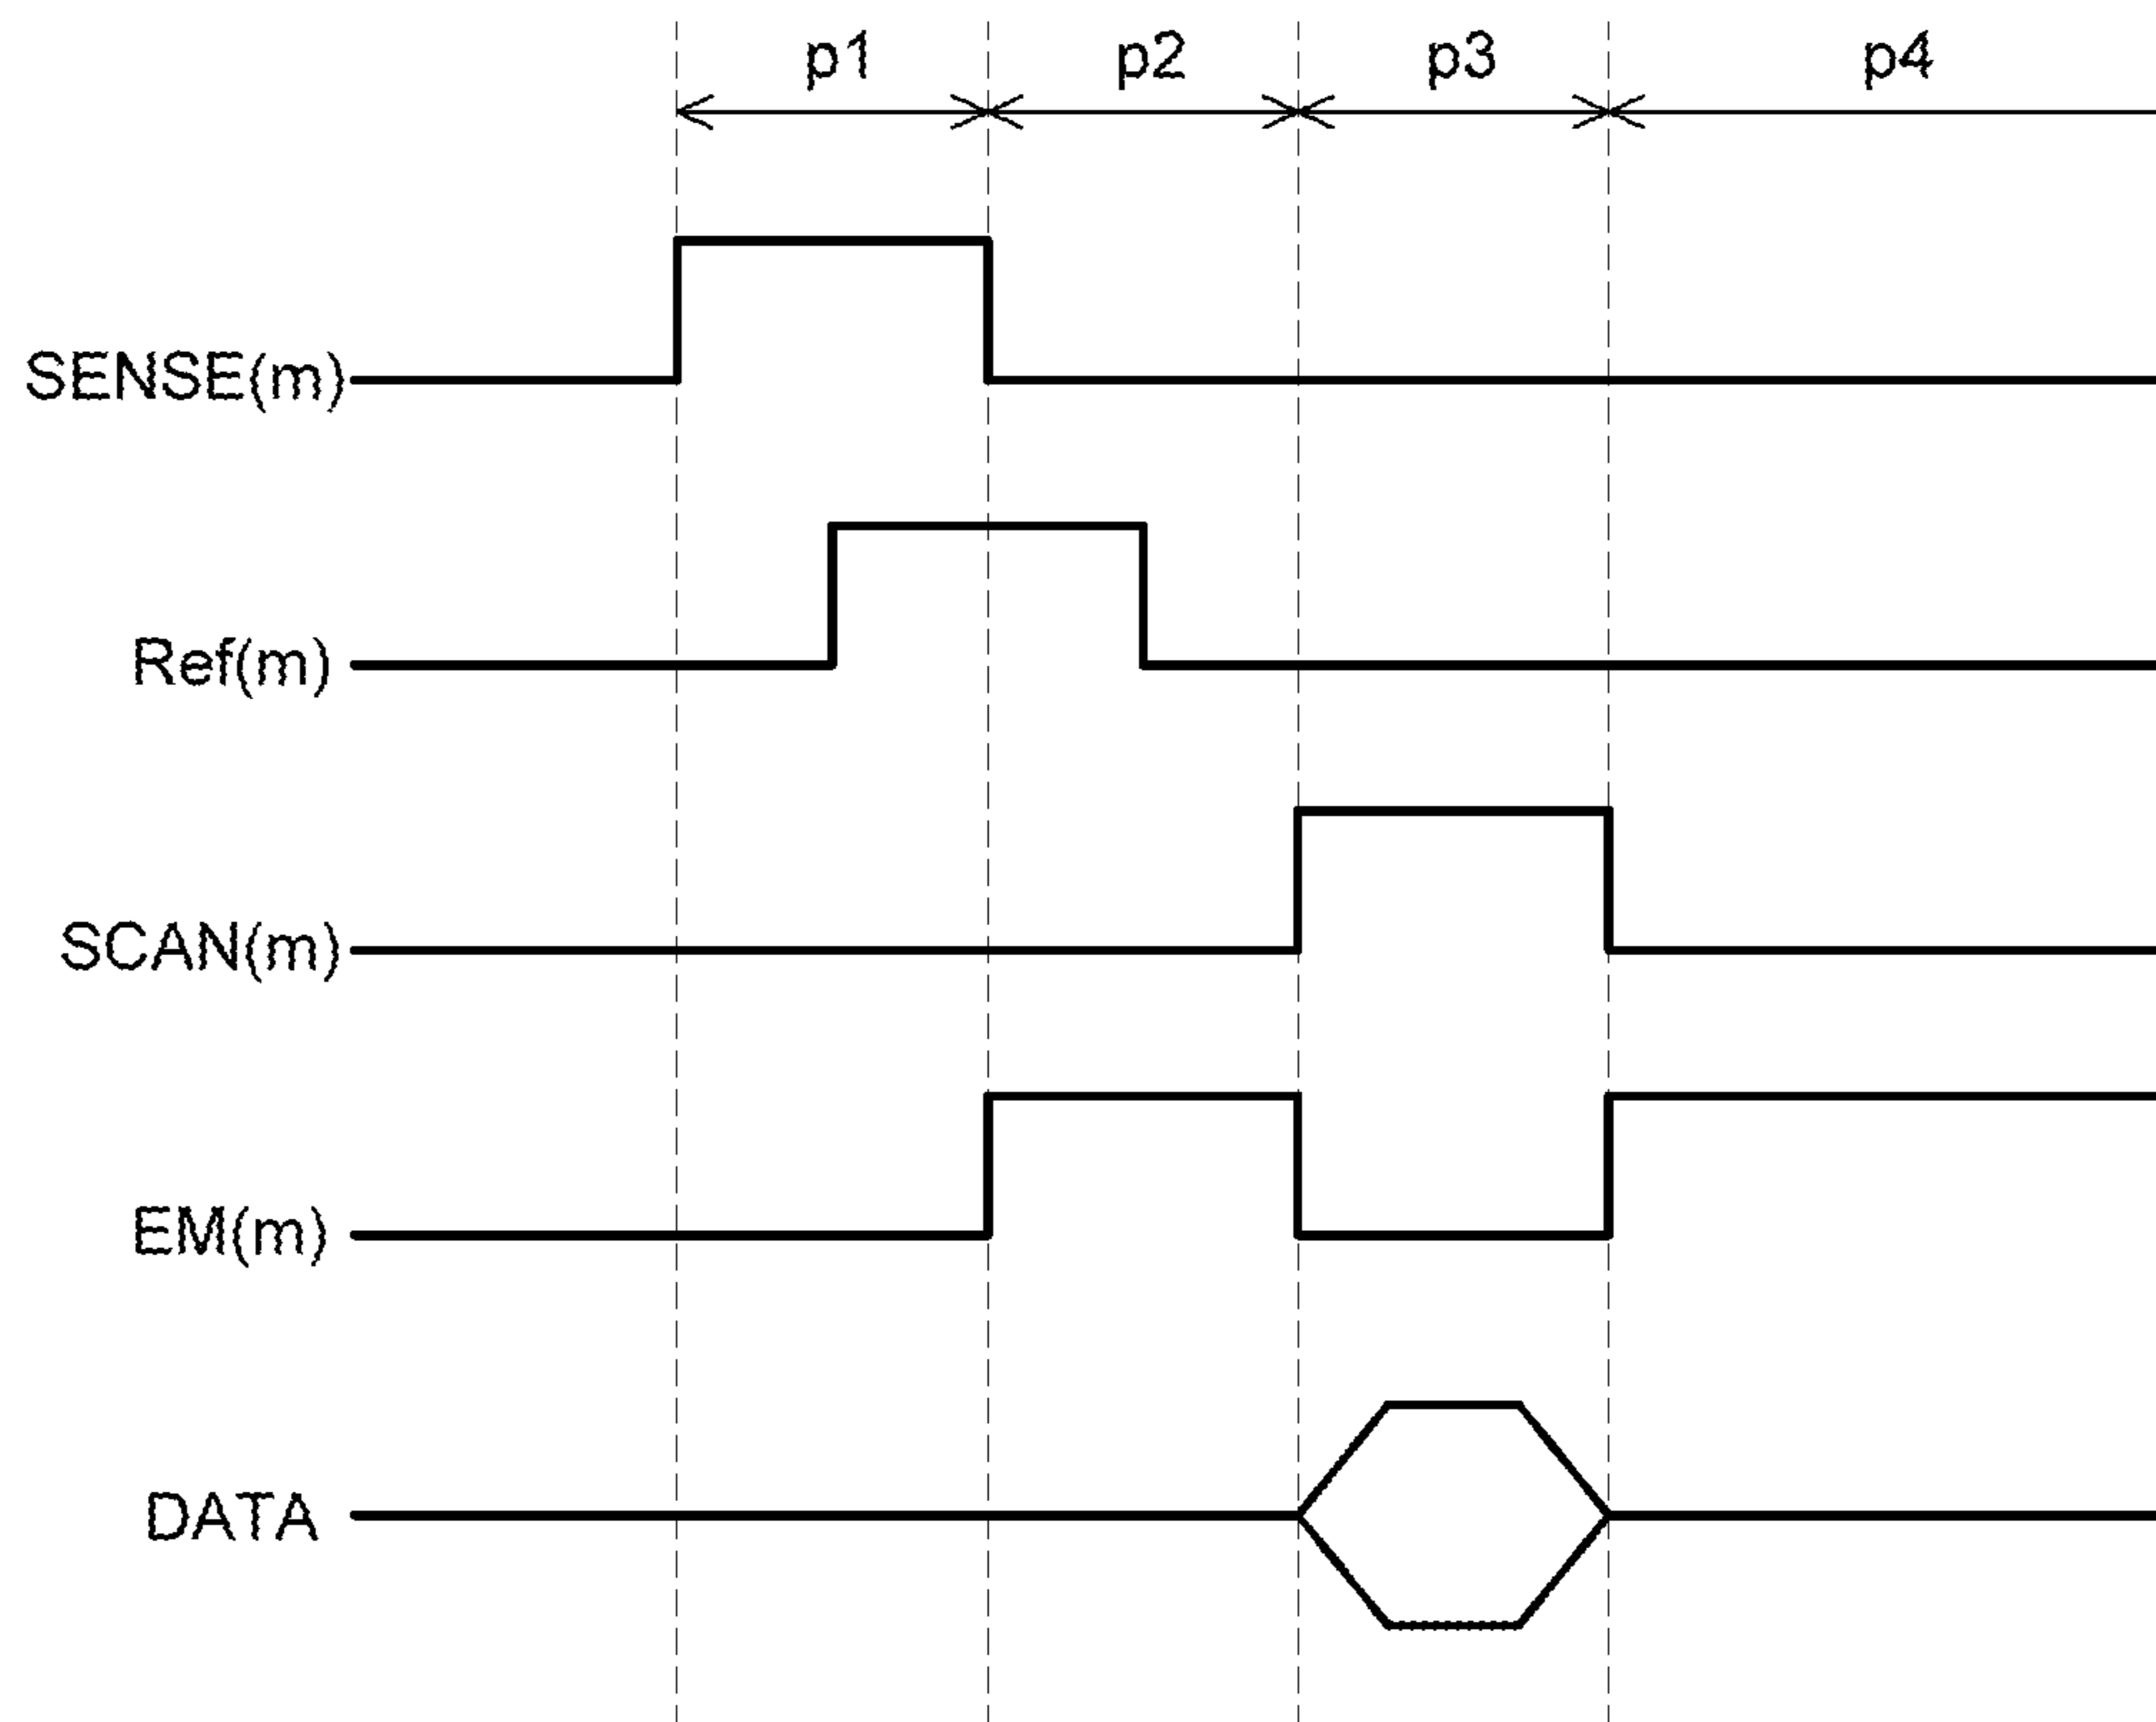 p1 p2 p3 p4
SENSE(m)
Ref(m)
SCAN(m)
EM(m)
DATA